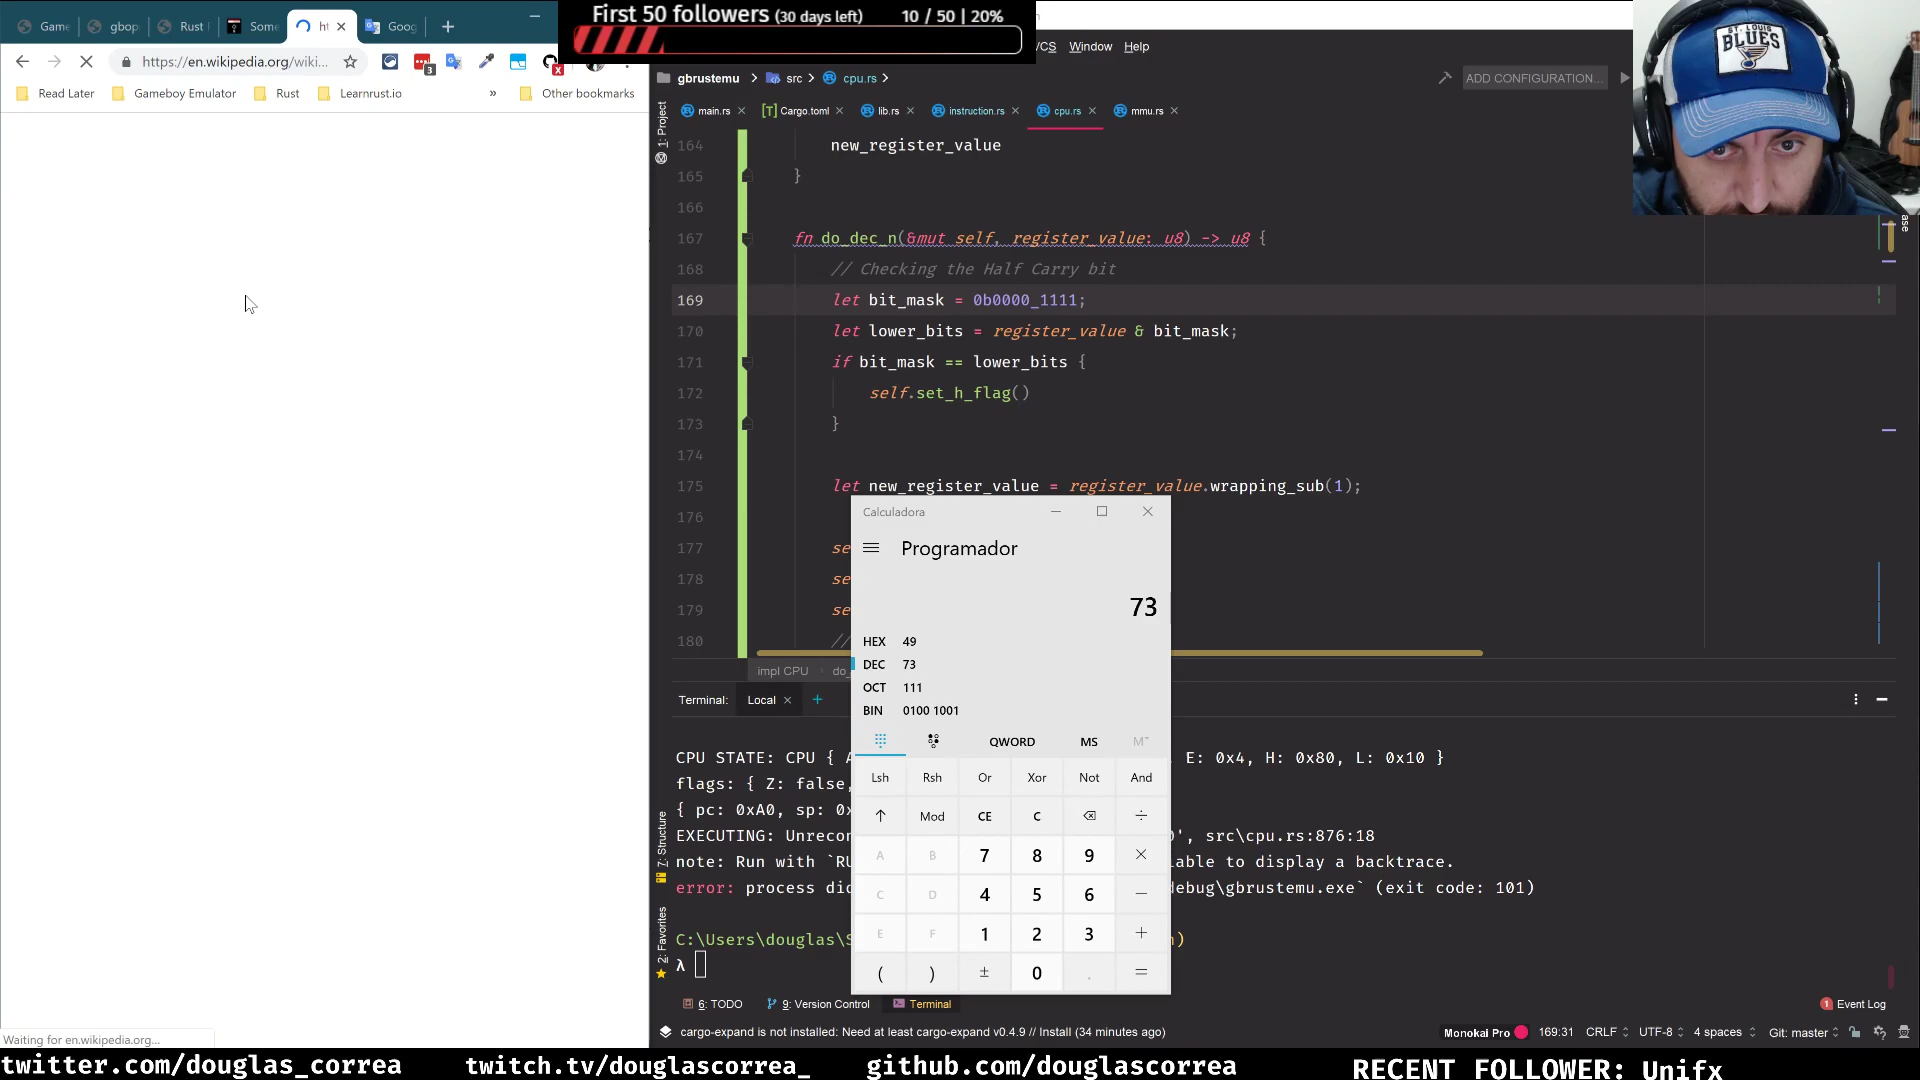 Game
gbop
Rust
Some
ht
Goog
First 50 followers (30 days left) 10 / 50 | 20%
https://en.wikipedia.org/wiki...
3
Read Later
Gameboy Emulator
Rust
Learnrust.io
»
Other bookmarks
/CS Window Help
gbrustemu > src > cpu.rs >
ADD CONFIGURATION...
main.rs
Cargo.toml
lib.rs
instruction.rs
cpu.rs
mmu.rs
1: Project
ST. LOUIS
BLUES
ase
164 new_register_value
165 }
166
167 fn do_dec_n(&mut self, register_value: u8) -> u8 {
168 // Checking the Half Carry bit
169 let bit_mask = 0b0000_1111;
170 let lower_bits = register_value & bit_mask;
171 if bit_mask == lower_bits {
172 self.set_h_flag()
173 }
174
175 let new_register_value = register_value.wrapping_sub(1);
176
177 se
178 se
179 se
180 //
impl CPU do_
Calculadora
Programador
73
HEX 49
DEC 73
OCT 111
BIN 0100 1001
QWORD MS M˅
Lsh Rsh Or Xor Not And
↑ Mod CE C ⌫ ÷
A B 7 8 9 ×
C D 4 5 6 −
E F 1 2 3 +
( ) ± 0 . =
Terminal: Local × +
CPU STATE: CPU { A E: 0x4, H: 0x80, L: 0x10 }
flags: { Z: false,
{ pc: 0xA0, sp: 0x
EXECUTING: Unrecon ', src\cpu.rs:876:18
note: Run with `RU able to display a backtrace.
error: process did debug\gbrustemu.exe` (exit code: 101)
C:\Users\douglas\S )
λ
7: Structure
2: Favorites
6: TODO
9: Version Control
Terminal
1 Event Log
cargo-expand is not installed: Need at least cargo-expand v0.4.9 // Install (34 minutes ago)
Monokai Pro 169:31 CRLF UTF-8 4 spaces Git: master
Waiting for en.wikipedia.org...
twitter.com/douglas_correa twitch.tv/douglascorrea_ github.com/douglascorrea RECENT FOLLOWER: Unifx